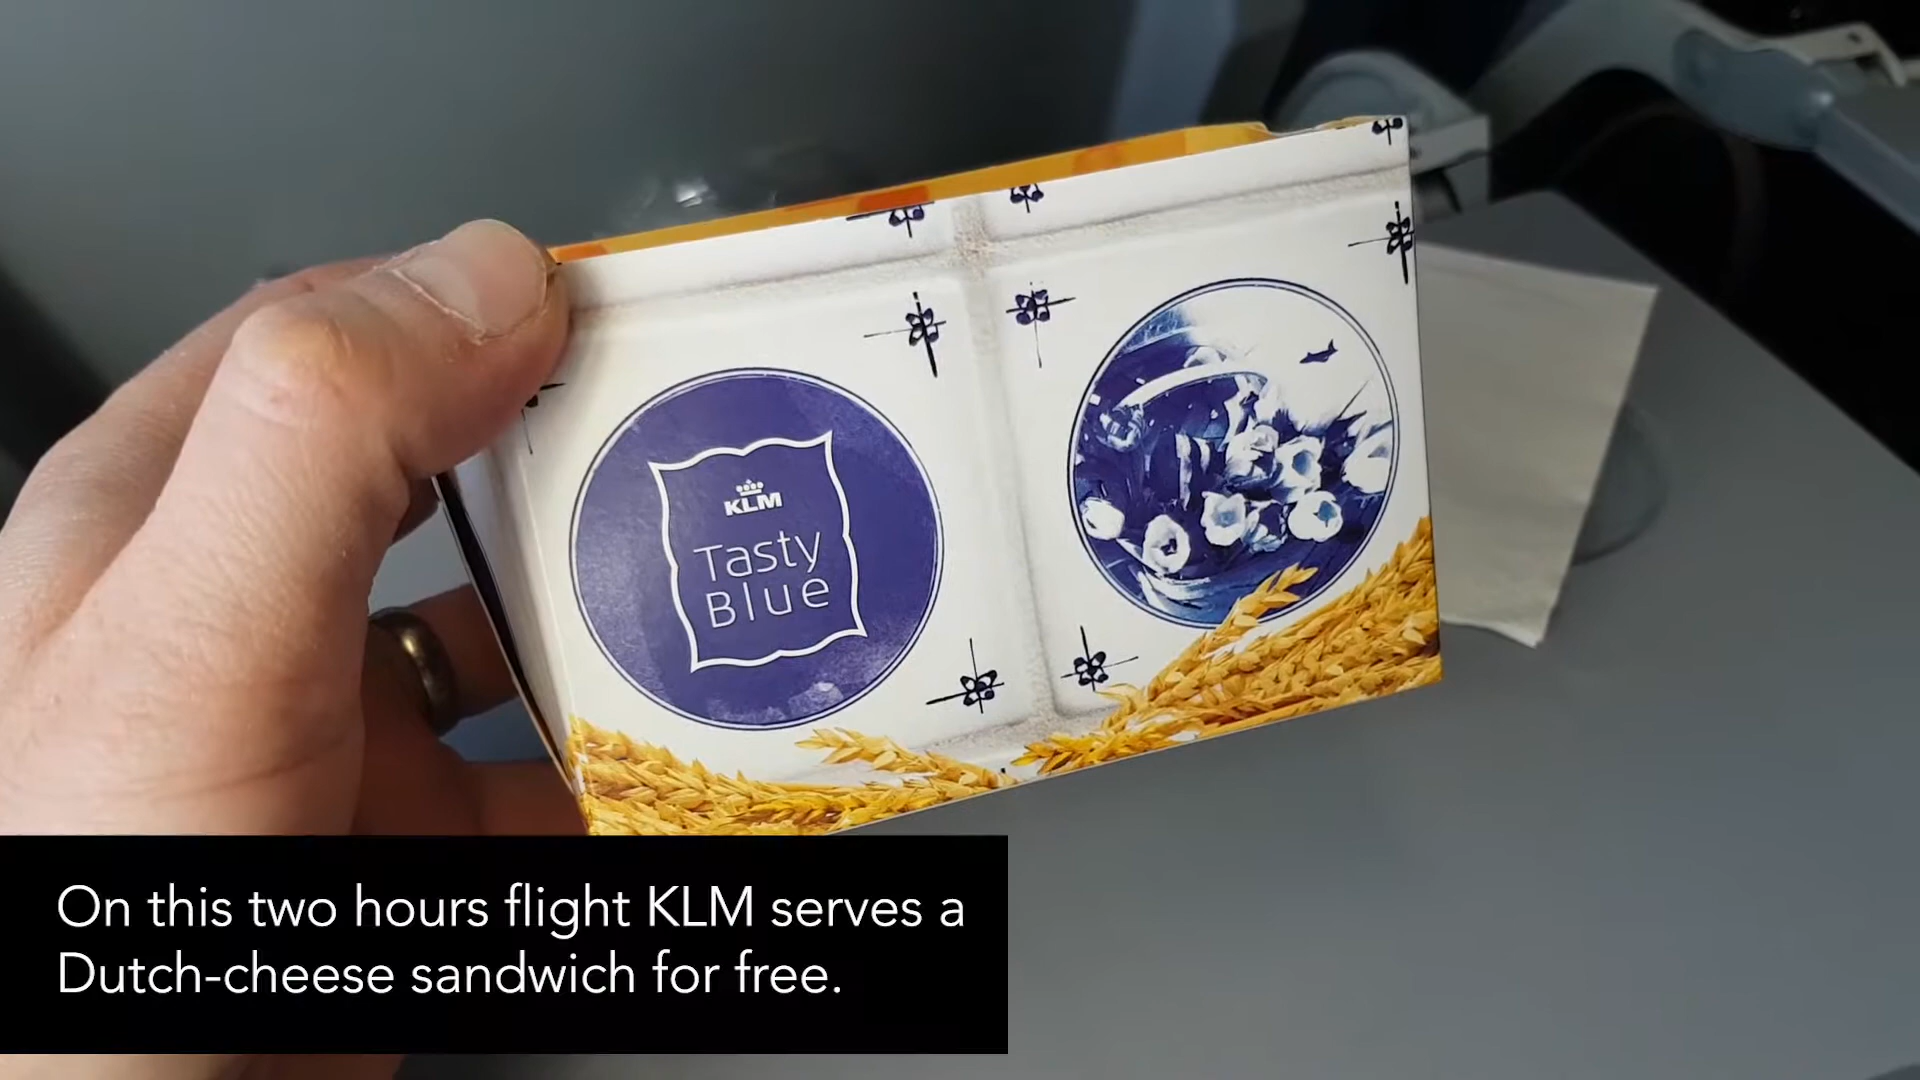 KLM
Tasty
Blue
On this two hours flight KLM serves a
Dutch-cheese sandwich for free.